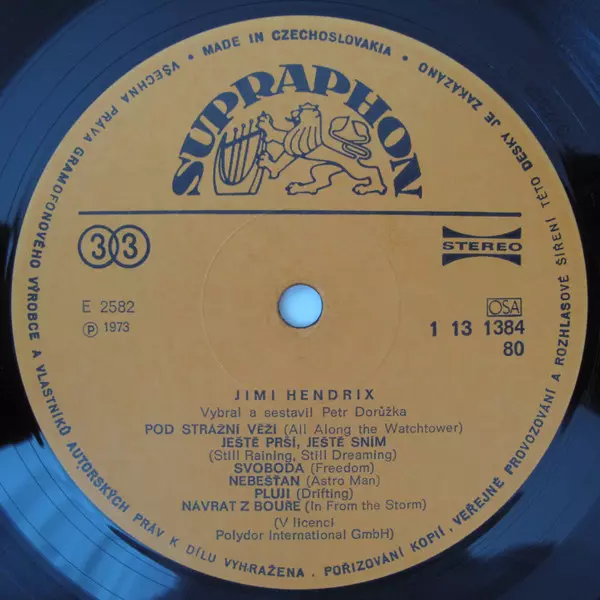 VŠECHNA PRÁVA GRAMOFONOVÉHO VÝROBCE A VLASTNÍKŮ AUTORSKÝCH PRÁV K DÍLU VYHRAŽENA . POŘIZOVÁNÍ KOPIÍ, VEŘEJNÉ PROVOZOVÁNÍ A ROZHLASOVÉ ŠÍŘENÍ TÉTO DESKY JE ZAKÁZÁNO
• MADE IN CZECHOSLOVAKIA •
SUPRAPHON
33
STEREO
E 2582
OSA
Ⓟ 1973
1 13 1384
80
JIMI HENDRIX
Vybral a sestavil Petr Dorůžka
POD STRÁŽNÍ VĚŽÍ (All Along the Watchtower)
JEŠTĚ PRŠÍ, JEŠTĚ SNÍM
(Still Raining, Still Dreaming)
SVOBODA (Freedom)
NEBEŠŤAN (Astro Man)
PLUJI (Drifting)
NÁVRAT Z BOUŘE (In From the Storm)
(V licenci
Polydor International GmbH)